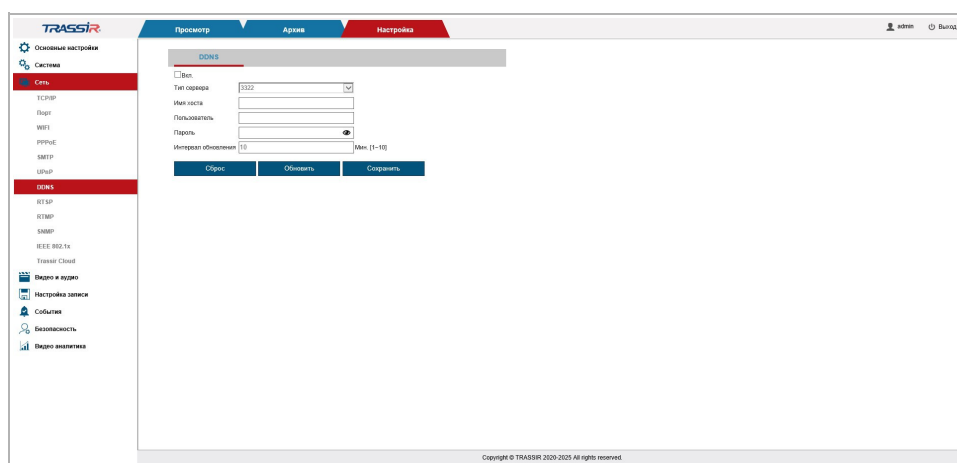 TRASSIR
Просмотр
Архив
Настройка
admin
Выход
Основные настройки
Система
Сеть
TCP/IP
Порт
WIFI
PPPoE
SMTP
UPnP
DDNS
RTSP
RTMP
SNMP
IEEE 802.1x
Trassir Cloud
Видео и аудио
Настройка записи
События
Безопасность
Видео аналитика
DDNS
Вкл.
Тип сервера 3322
Имя хоста
Пользователь
Пароль
Интервал обновления 10 Мин. [1~10]
Сброс
Обновить
Сохранить
Copyright © TRASSIR 2020-2025 All rights reserved.